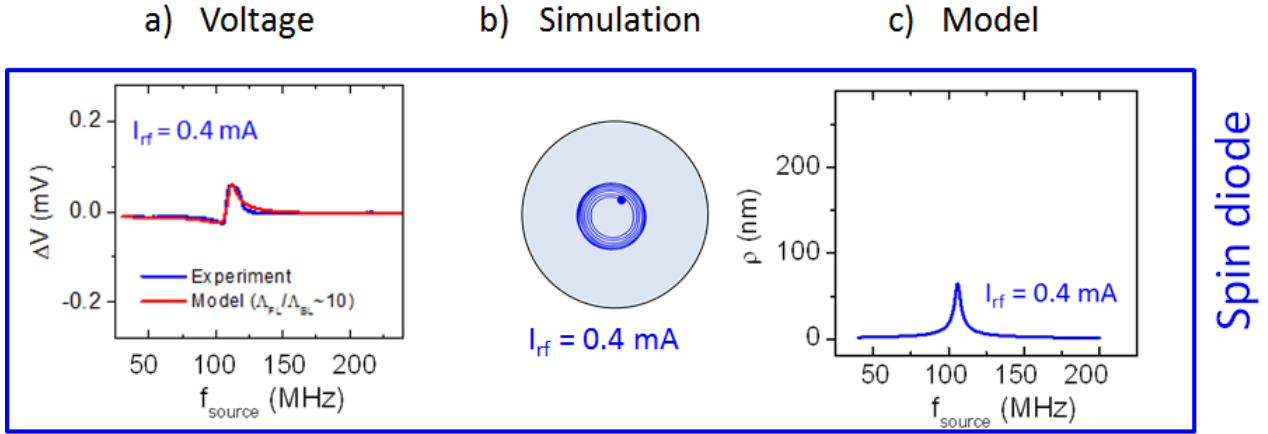 a) Voltage
b) Simulation
c) Model
I_rf = 0.4 mA
ΔV (mV)
0.2
0.0
-0.2
Experiment
Model (Λ_FL/Λ_SL~10)
50 100 150 200
f_source (MHz)
I_rf = 0.4 mA
ρ (nm)
200
100
0
I_rf = 0.4 mA
50 100 150 200
f_source (MHz)
Spin diode